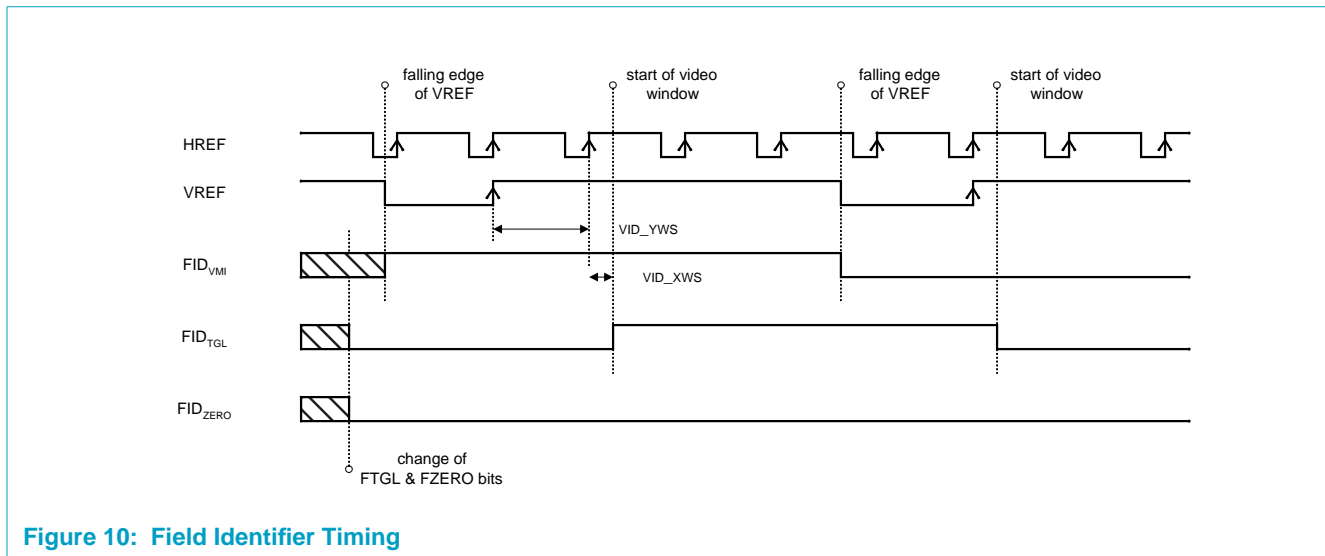 falling edge
of VREF
start of video
window
falling edge
of VREF
start of video
window
HREF
VREF
VID_YWS
FIDVMI
VID_XWS
FIDTGL
FIDZERO
change of
FTGL & FZERO bits
Figure 10: Field Identifier Timing